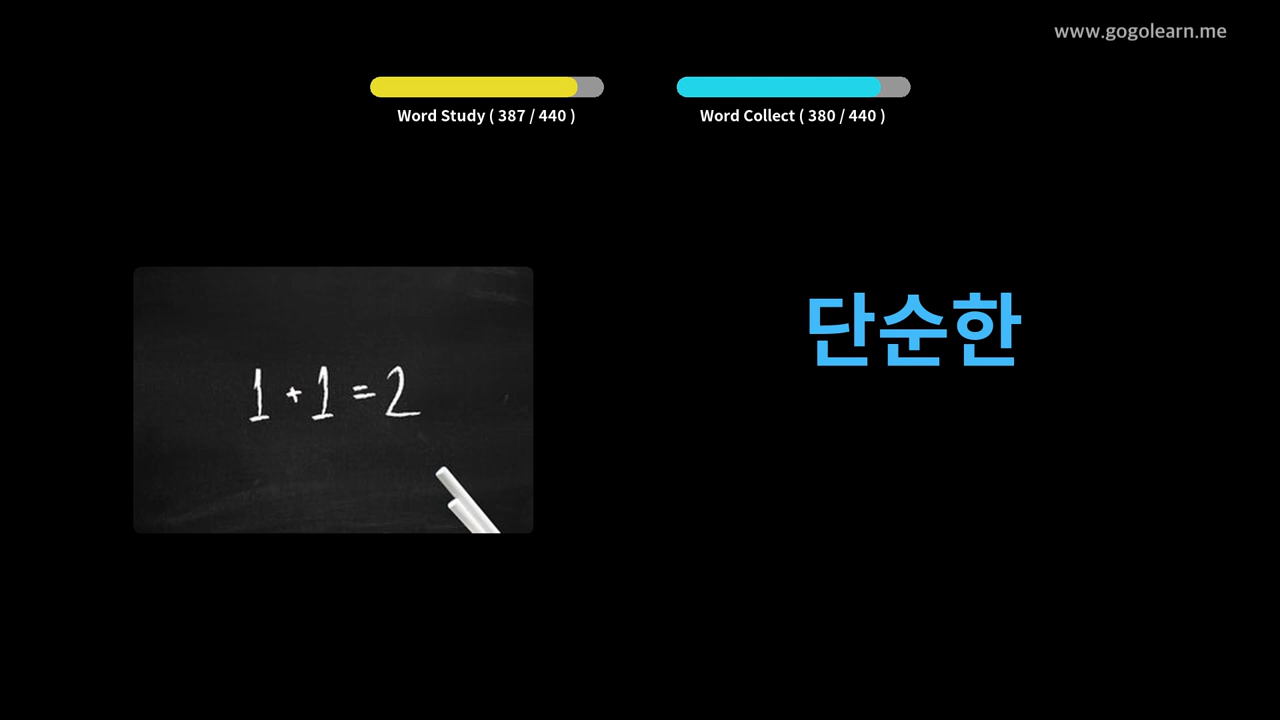 www.gogolearn.me
Word Study ( 387 / 440 )
Word Collect ( 380 / 440 )
단순한
1 + 1 = 2